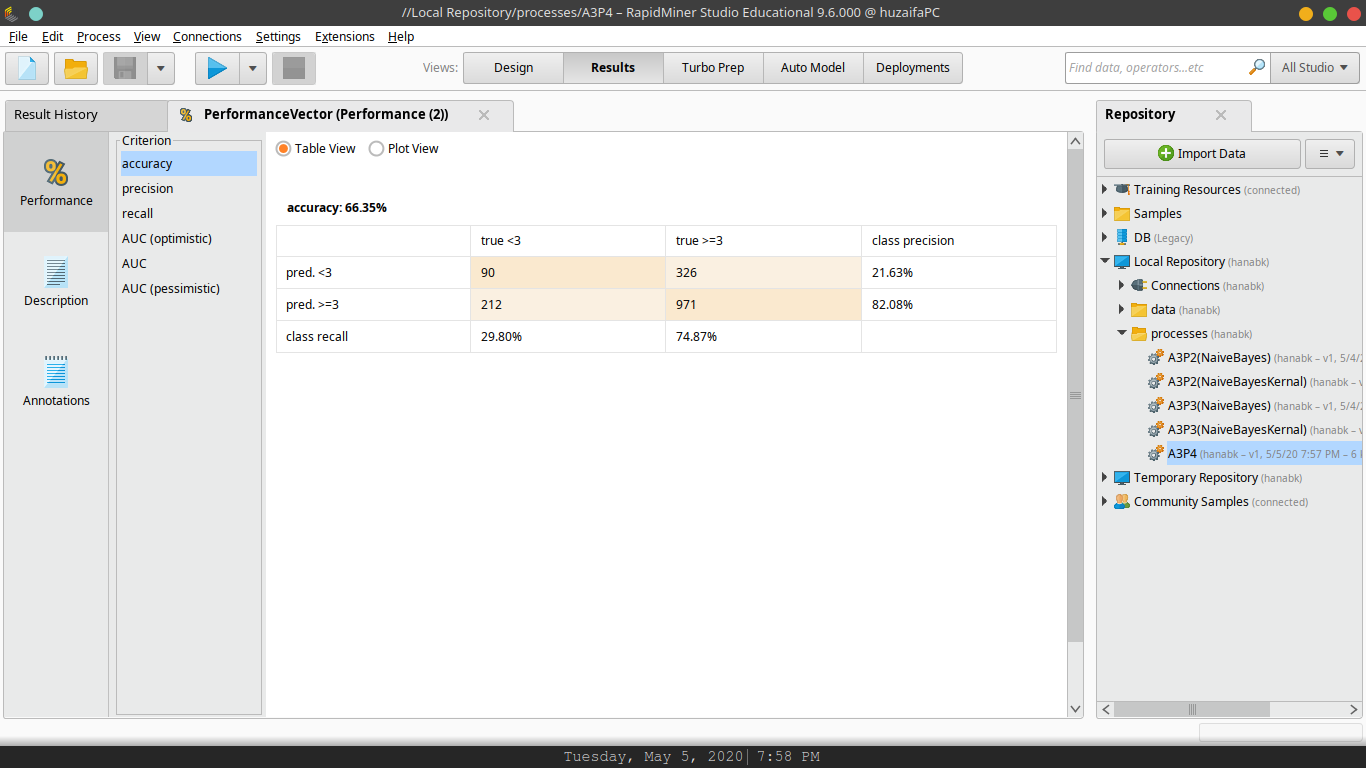 //Local Repository/processes/A3P4 – RapidMiner Studio Educational 9.6.000 @ huzaifaPC
File Edit Process View Connections Settings Extensions Help
Views: Design Results Turbo Prep Auto Model Deployments Find data, operators...etc All Studio
Result History PerformanceVector (Performance (2))
Performance
Description
Annotations
Criterion
accuracy
precision
recall
AUC (optimistic)
AUC
AUC (pessimistic)
Table View Plot View
accuracy: 66.35%
true <3 true >=3 class precision
pred. <3 90 326 21.63%
pred. >=3 212 971 82.08%
class recall 29.80% 74.87%
Repository
Import Data
Training Resources (connected)
Samples
DB (Legacy)
Local Repository (hanabk)
Connections (hanabk)
data (hanabk)
processes (hanabk)
A3P2(NaiveBayes) (hanabk – v1, 5/4/
A3P2(NaiveBayesKernal) (hanabk – v
A3P3(NaiveBayes) (hanabk – v1, 5/4/
A3P3(NaiveBayesKernal) (hanabk – v
A3P4 (hanabk – v1, 5/5/20 7:57 PM – 6
Temporary Repository (hanabk)
Community Samples (connected)
Tuesday, May 5, 2020| 7:58 PM